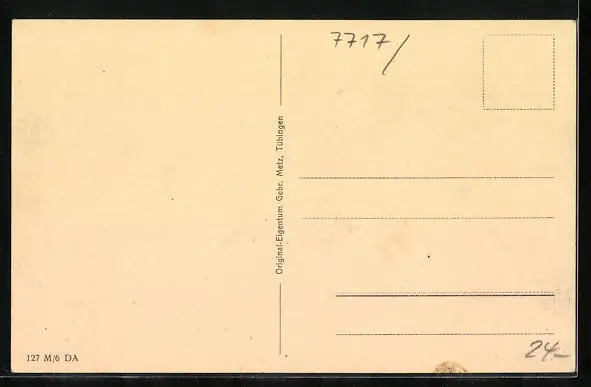 7717/
Original-Eigentum Gebr. Metz, Tübingen
127 M/6 DA
24.-